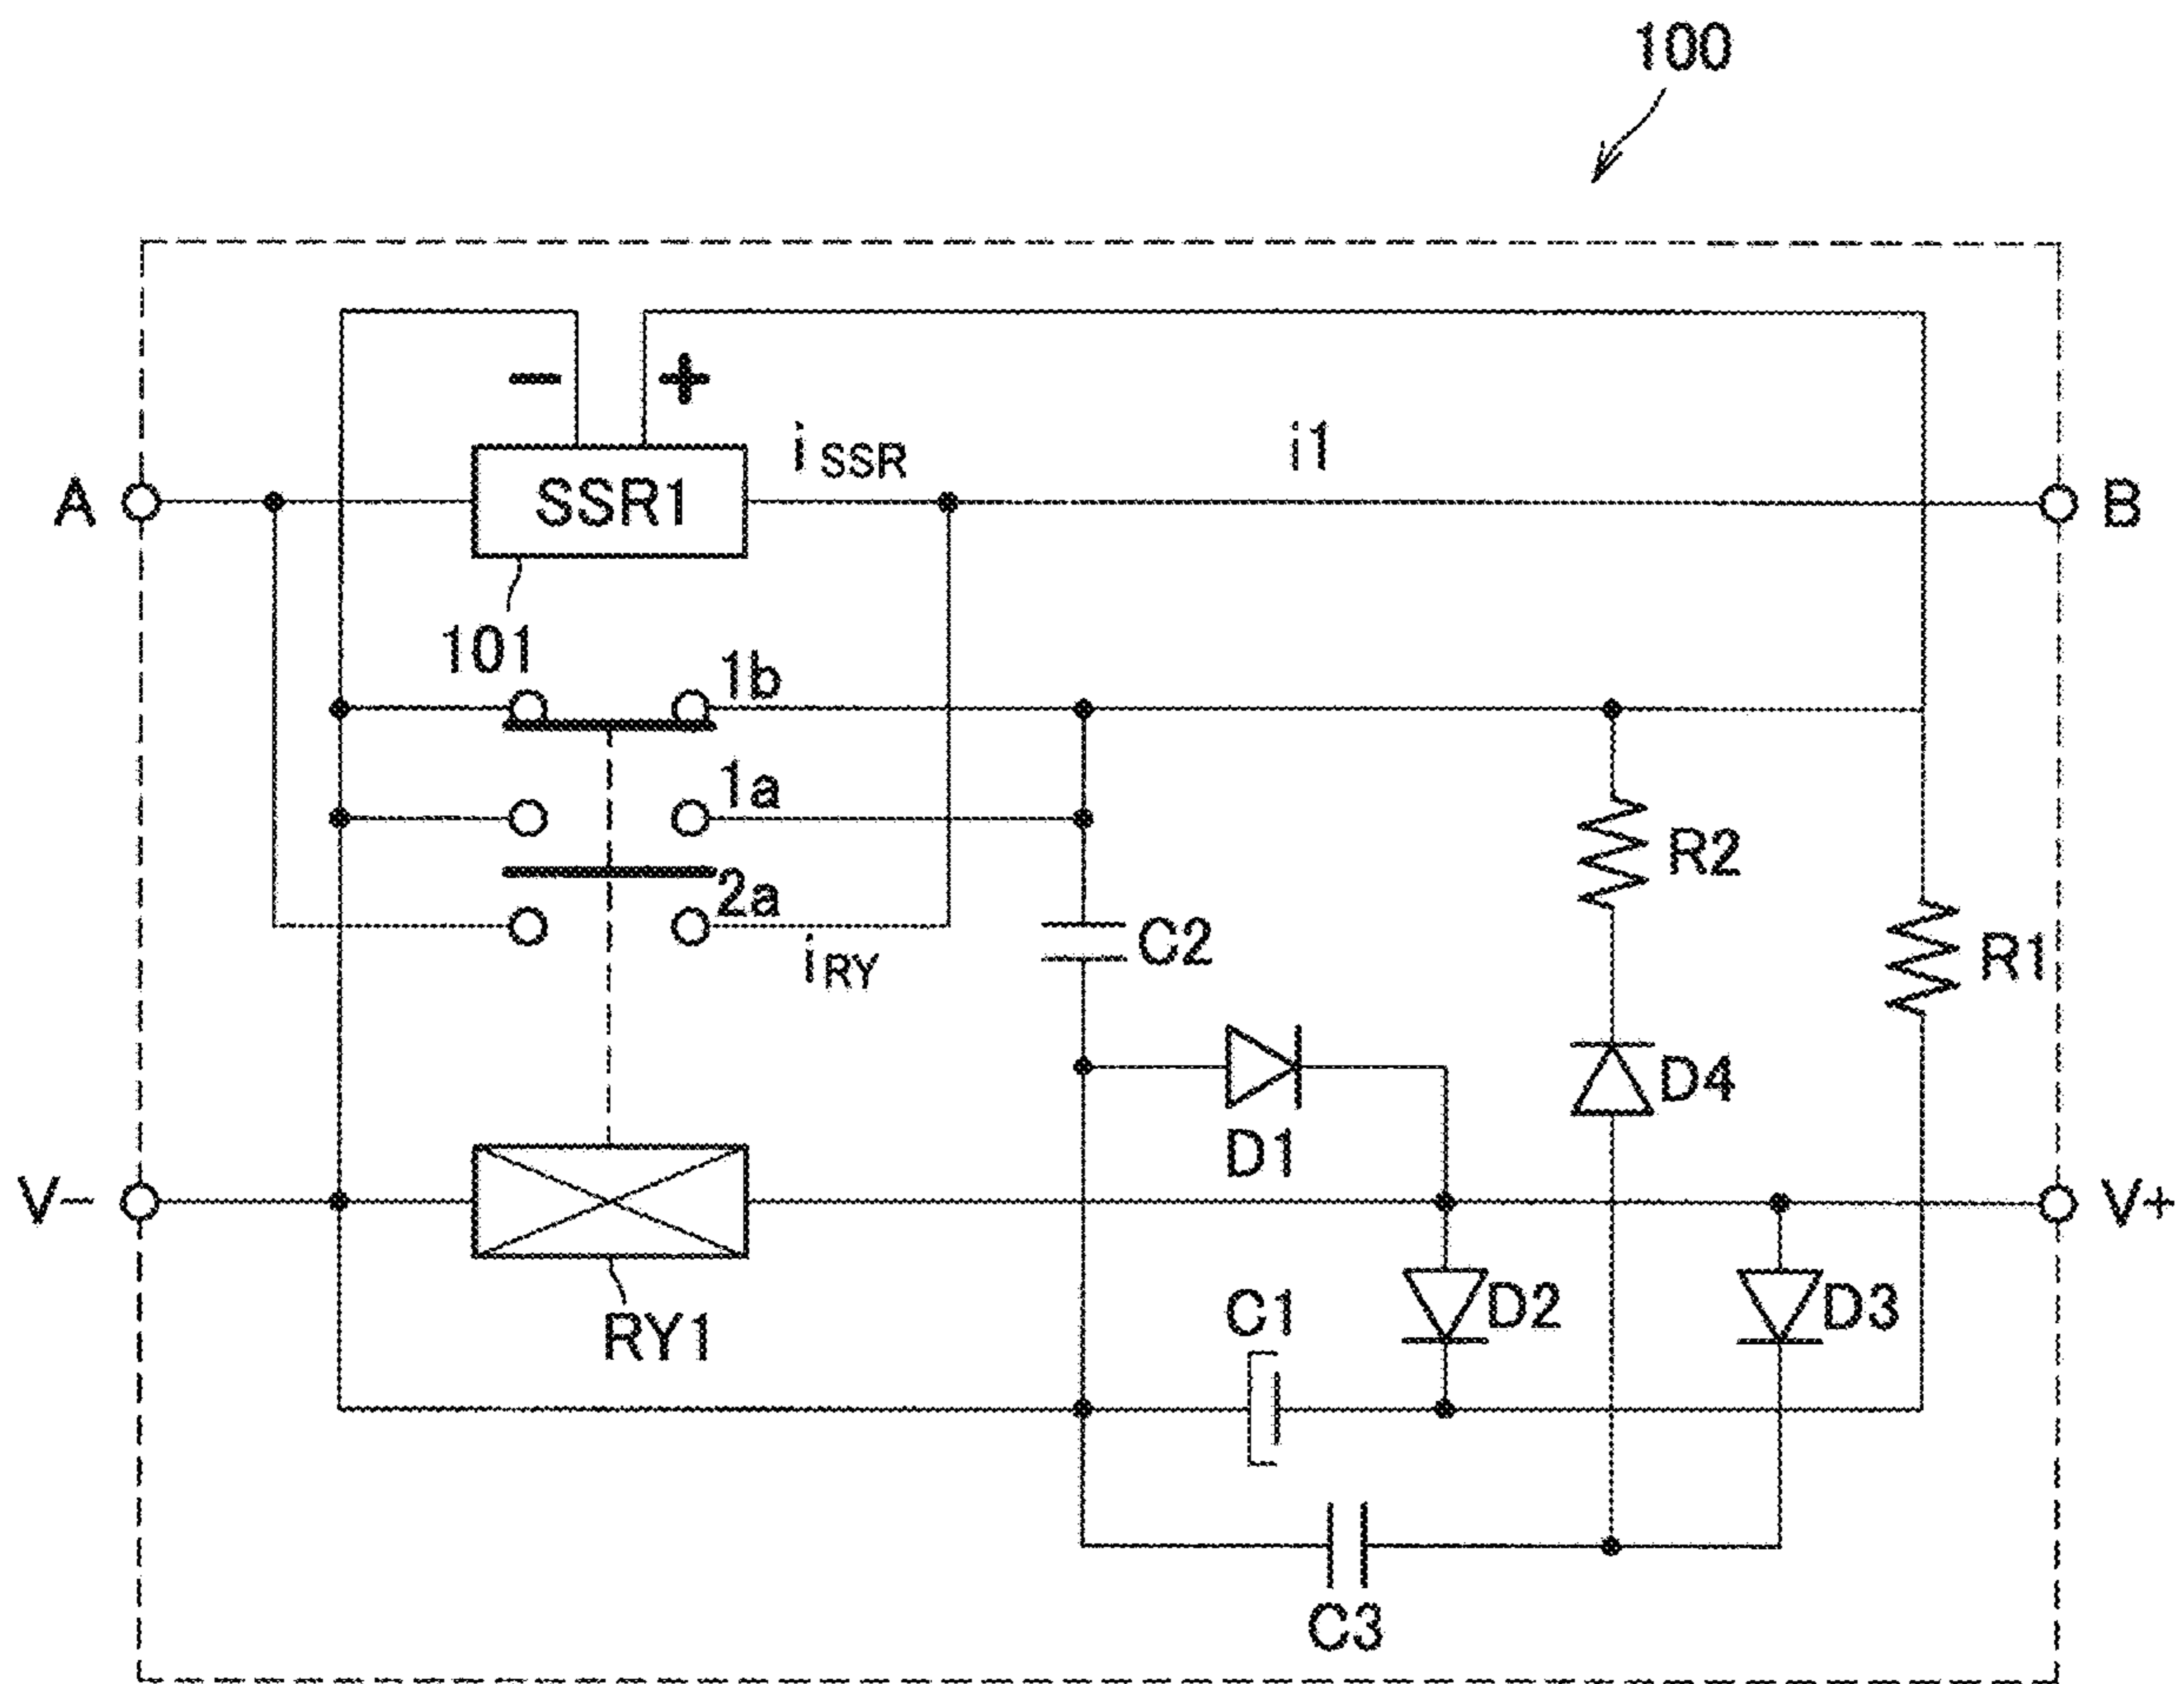 100
− +
i SSR i1
A SSR1 B
101
1b
1a
2a
R2
i RY
C2
R1
D4
D1
V− V+
C1
D2 D3
RY1
C3